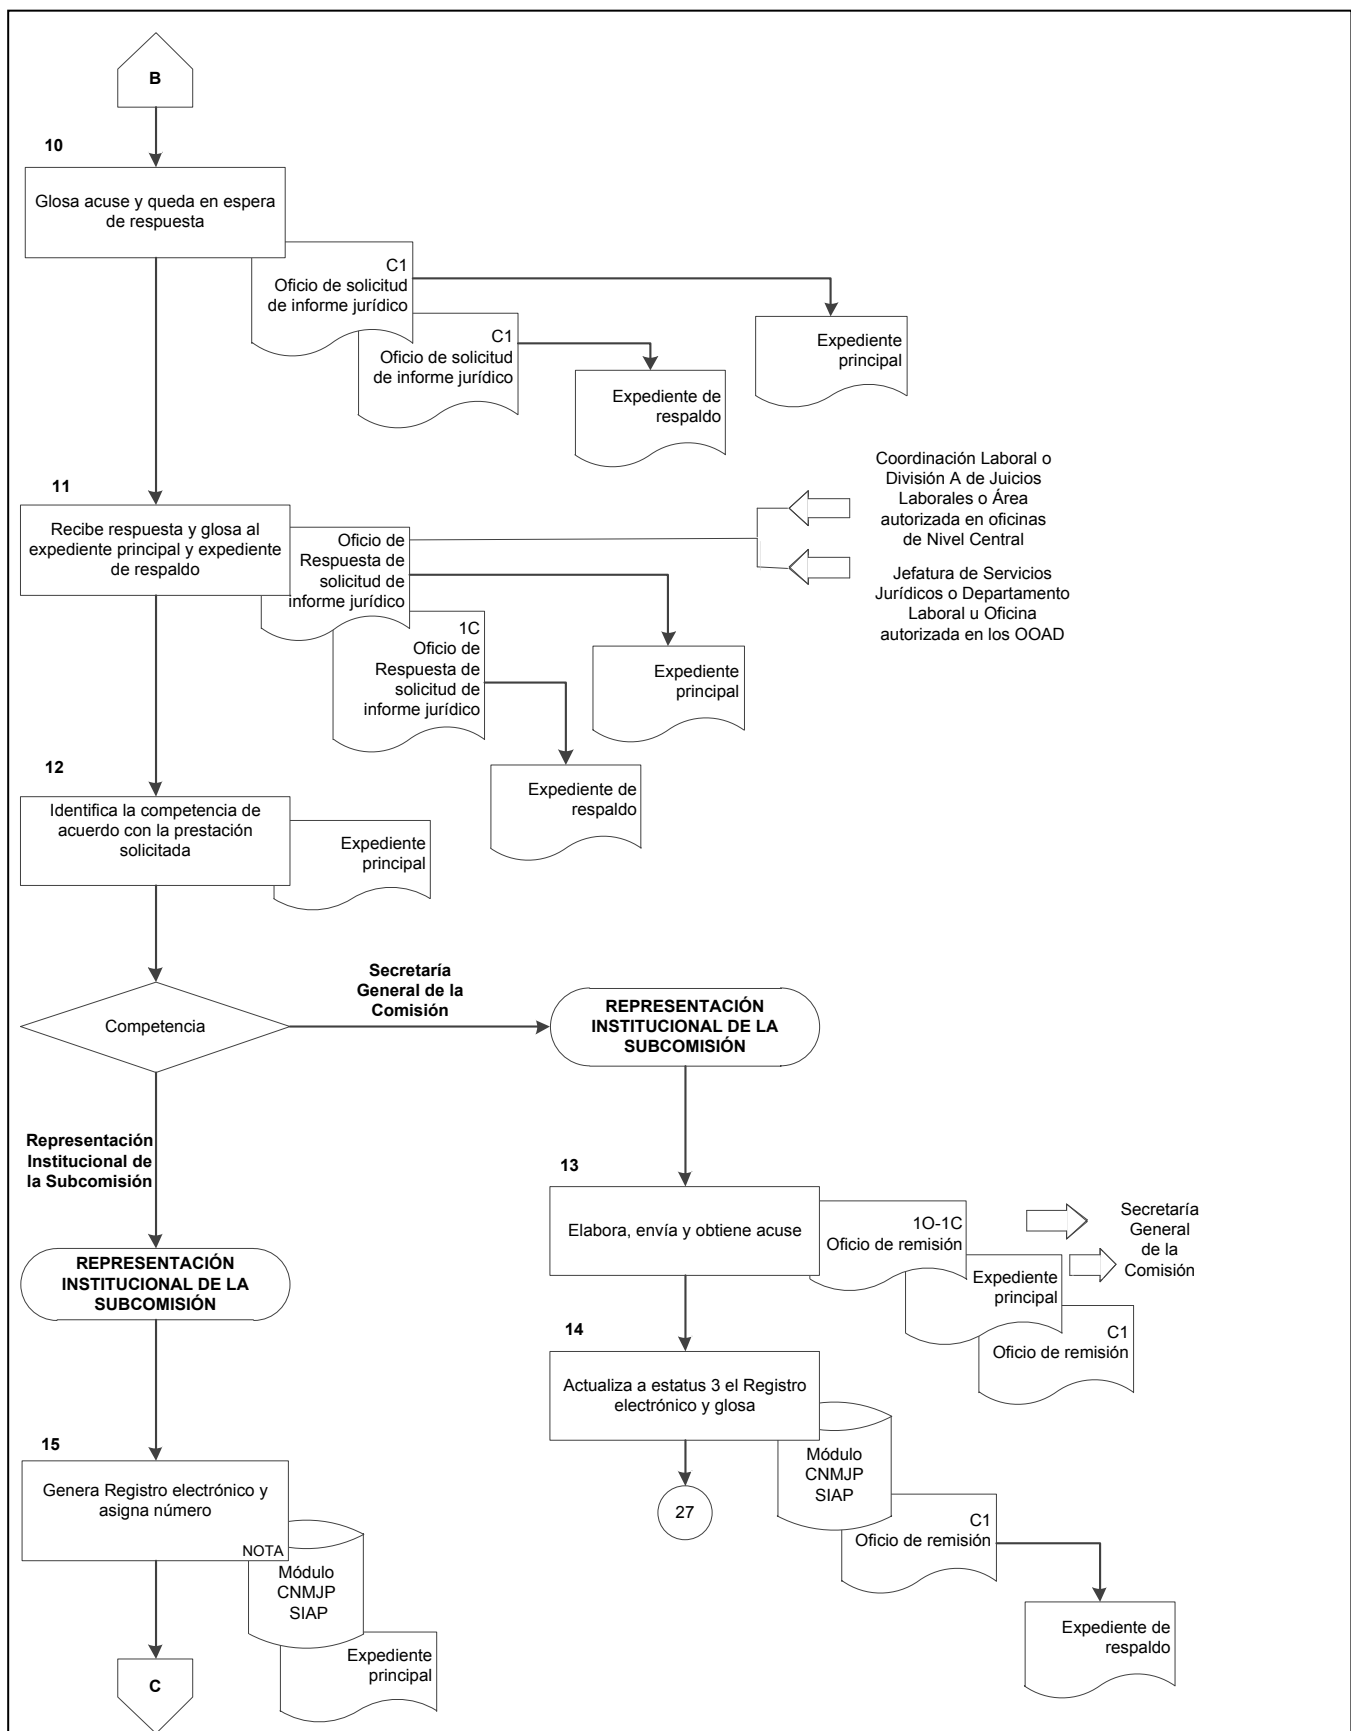 B
10
Glosa acuse y queda en espera
de respuesta
C1
Oficio de solicitud
de informe jurídico
C1
Oficio de solicitud
de informe jurídico
Expediente
principal
Expediente de
respaldo
11
Recibe respuesta y glosa al
expediente principal y expediente
de respaldo
Oficio de
Respuesta de
solicitud de
informe jurídico
1C
Oficio de
Respuesta de
solicitud de
informe jurídico
Coordinación Laboral o
División A de Juicios
Laborales o Área
autorizada en oficinas
de Nivel Central
Jefatura de Servicios
Jurídicos o Departamento
Laboral u Oficina
autorizada en los OOAD
Expediente
principal
Expediente de
respaldo
12
Identifica la competencia de
acuerdo con la prestación
solicitada
Expediente
principal
Competencia
Secretaría
General de la
Comisión
REPRESENTACIÓN
INSTITUCIONAL DE LA
SUBCOMISIÓN
Representación
Institucional de
la Subcomisión
REPRESENTACIÓN
INSTITUCIONAL DE LA
SUBCOMISIÓN
13
Elabora, envía y obtiene acuse
1O-1C
Oficio de remisión
Expediente
principal
C1
Oficio de remisión
Secretaría
General
de la
Comisión
14
Actualiza a estatus 3 el Registro
electrónico y glosa
Módulo
CNMJP
SIAP
C1
Oficio de remisión
Expediente de
respaldo
27
15
Genera Registro electrónico y
asigna número
NOTA
Módulo
CNMJP
SIAP
Expediente
principal
C